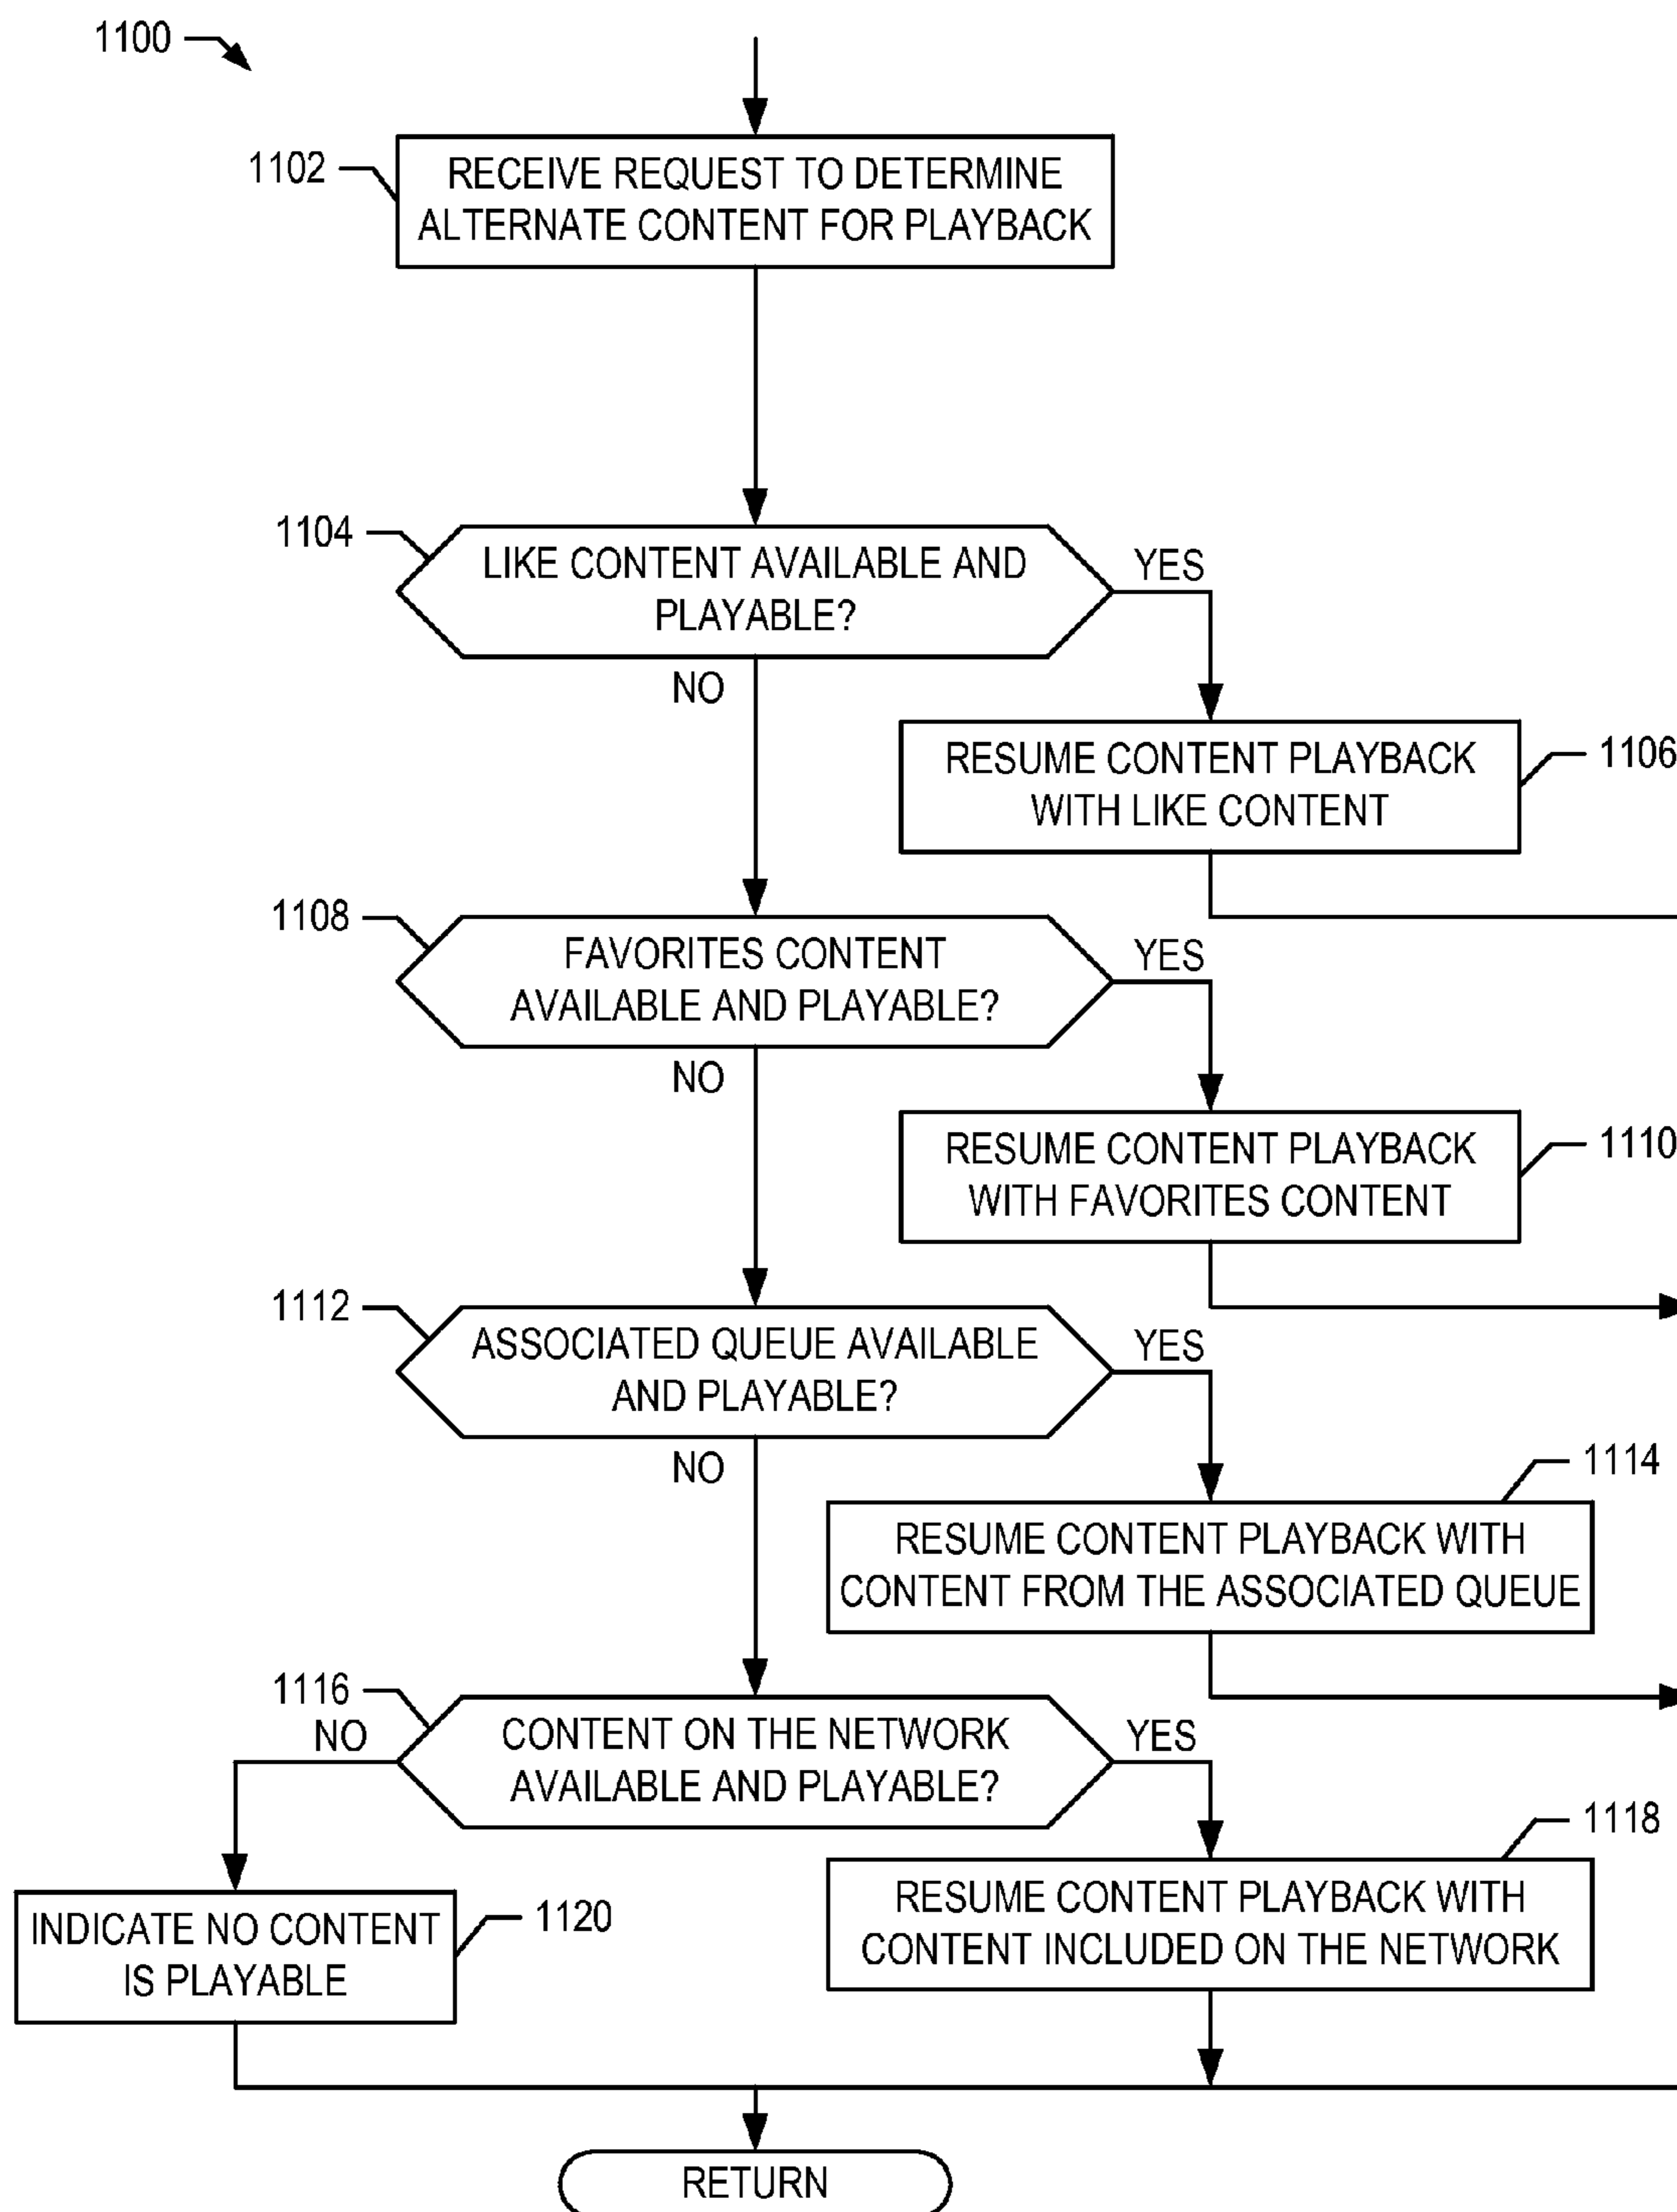 1100
1102
RECEIVE REQUEST TO DETERMINE
ALTERNATE CONTENT FOR PLAYBACK
1104
LIKE CONTENT AVAILABLE AND
PLAYABLE?
YES
NO
RESUME CONTENT PLAYBACK
WITH LIKE CONTENT
1106
1108
FAVORITES CONTENT
AVAILABLE AND PLAYABLE?
YES
NO
RESUME CONTENT PLAYBACK
WITH FAVORITES CONTENT
1110
1112
ASSOCIATED QUEUE AVAILABLE
AND PLAYABLE?
YES
NO
1114
RESUME CONTENT PLAYBACK WITH
CONTENT FROM THE ASSOCIATED QUEUE
1116
NO
CONTENT ON THE NETWORK
AVAILABLE AND PLAYABLE?
YES
1118
RESUME CONTENT PLAYBACK WITH
CONTENT INCLUDED ON THE NETWORK
INDICATE NO CONTENT
IS PLAYABLE
1120
RETURN